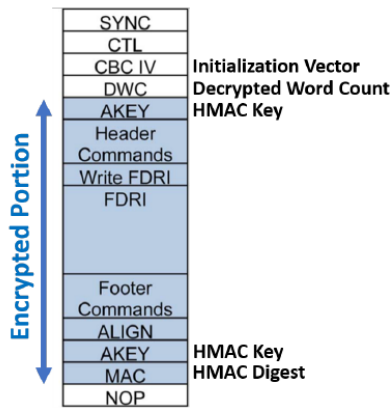 SYNC
CTL
CBC IV Initialization Vector
DWC Decrypted Word Count
AKEY HMAC Key
Header
Commands
Write FDRI
FDRI
Encrypted Portion
Footer
Commands
ALIGN
AKEY HMAC Key
MAC HMAC Digest
NOP